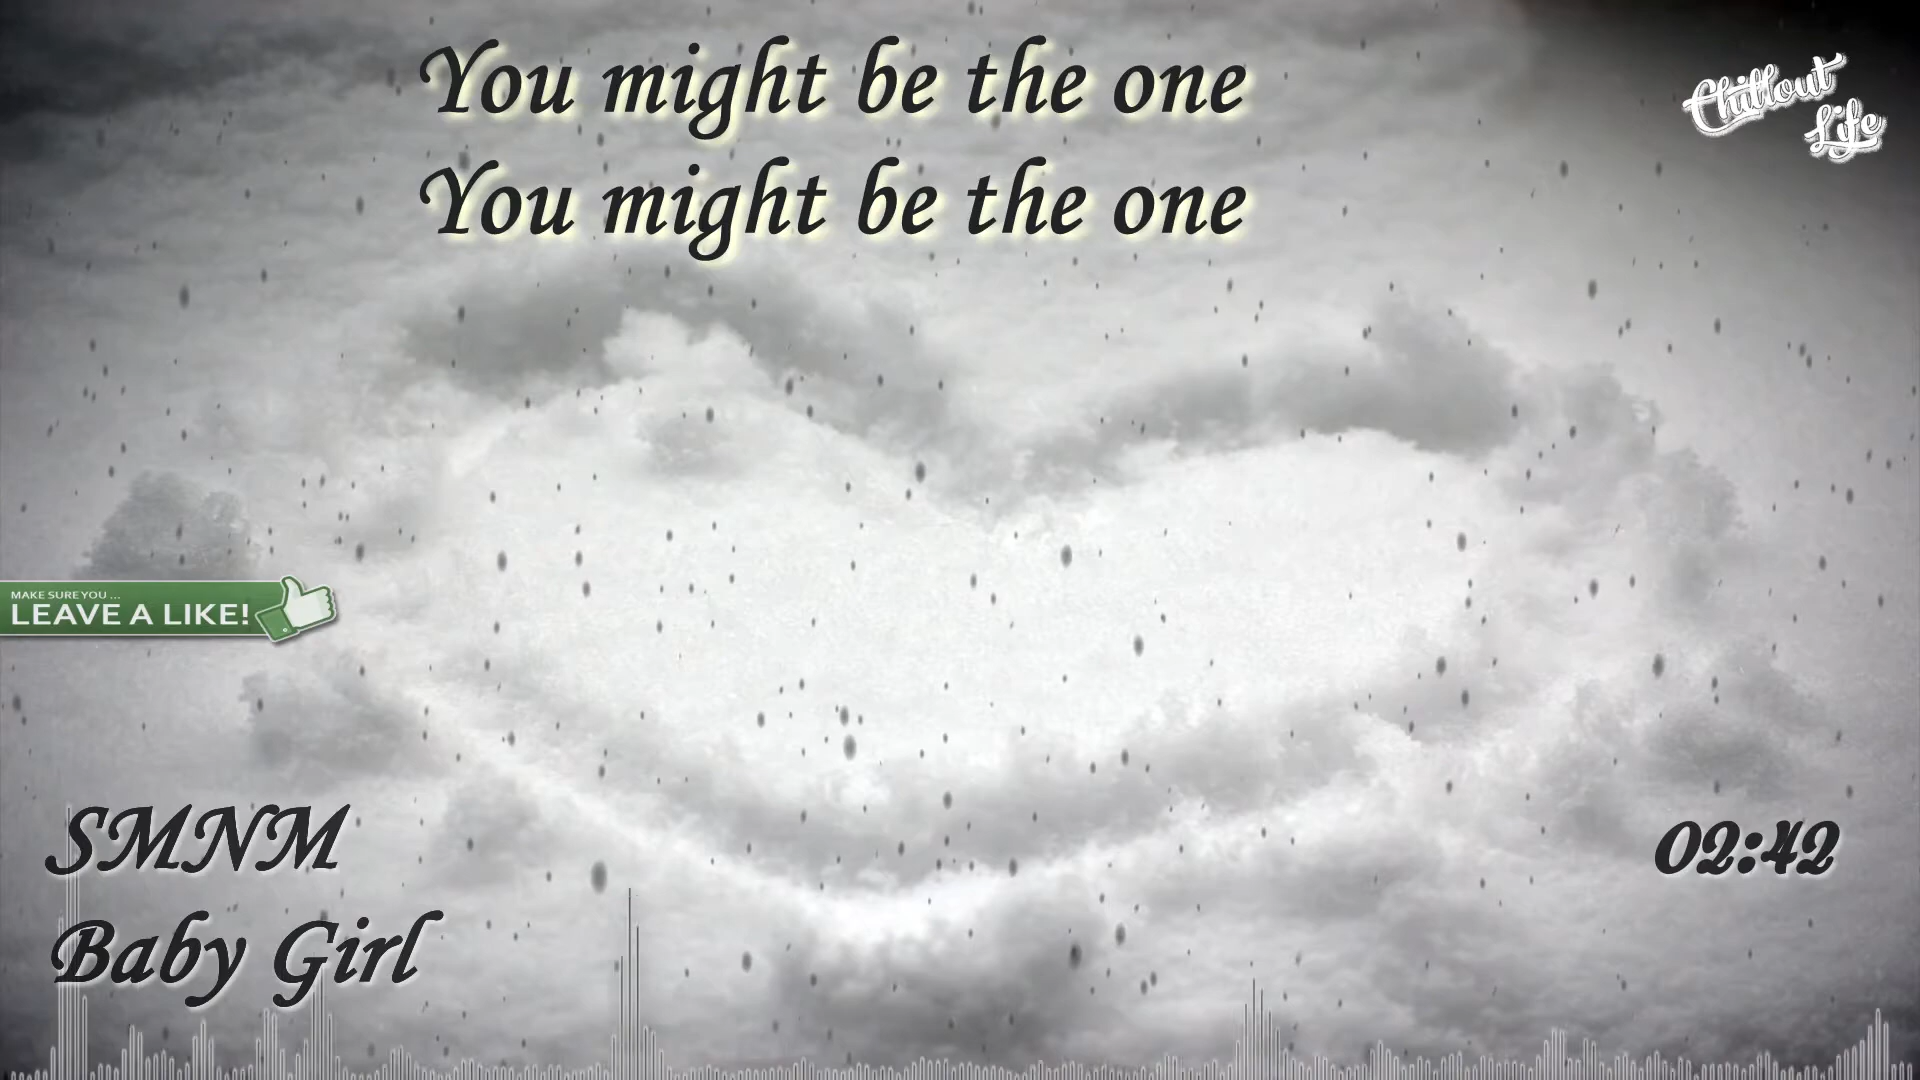 You might be the one
You might be the one
Chillout
Life
MAKE SURE YOU ...
LEAVE A LIKE!
SMNM
Baby Girl
02:42